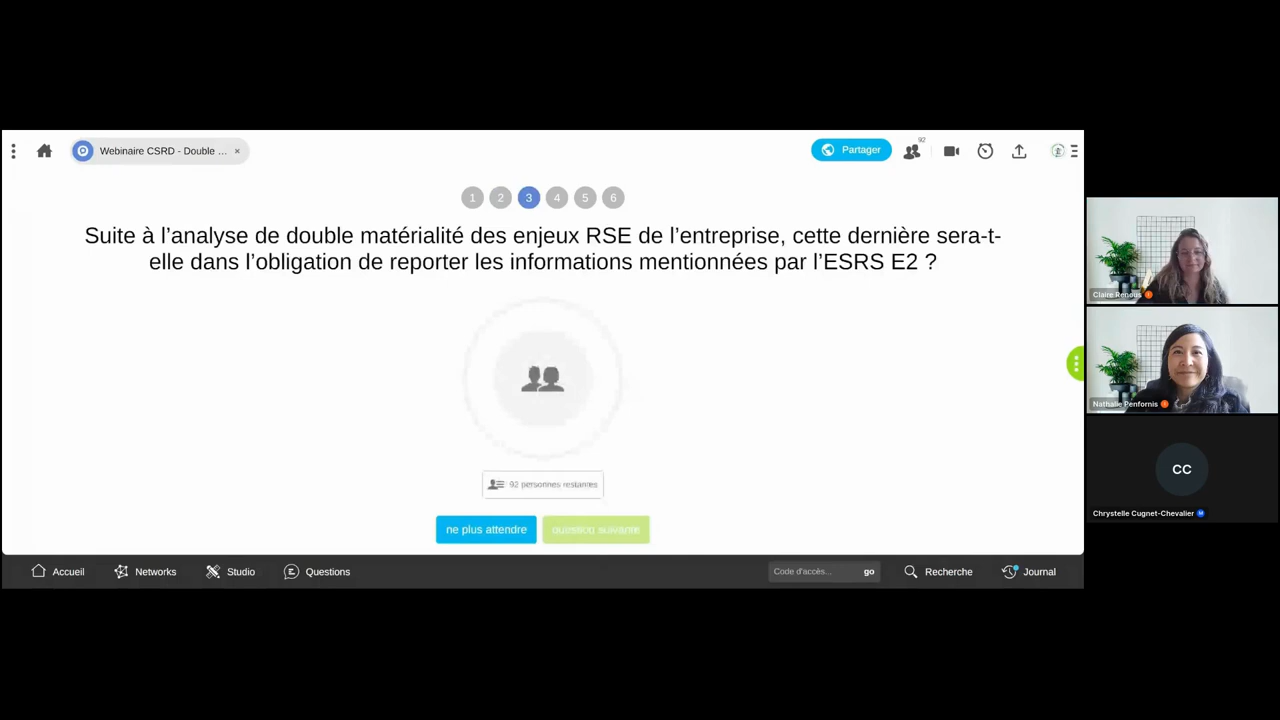 Webinaire CSRD - Double ... ×
Partager
92
1 2 3 4 5 6
Suite à l’analyse de double matérialité des enjeux RSE de l’entreprise, cette dernière sera-t-
elle dans l’obligation de reporter les informations mentionnées par l’ESRS E2 ?
92 personnes restantes
ne plus attendre
question suivante
Claire Renous
Nathalie Penfornis
CC
Chrystelle Cugnet-Chevalier
Accueil
Networks
Studio
Questions
Code d'accès...
go
Recherche
Journal